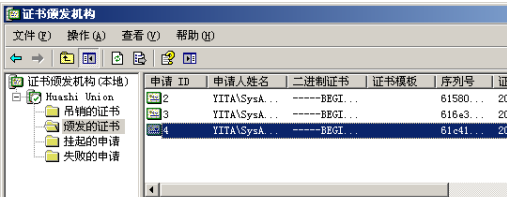 证书颁发机构
文件(F) 操作(A) 查看(V) 帮助(H)
证书颁发机构(本地)
Huashi Union
吊销的证书
颁发的证书
挂起的申请
失败的申请
申请 ID 申请人姓名 二进制证书 证书模板 序列号 证
2 YITA\SysA... -----BEGI... 61580... 20
3 YITA\SysA... -----BEGI... 616e3... 20
4 YITA\SysA... -----BEGI... 61c41... 20